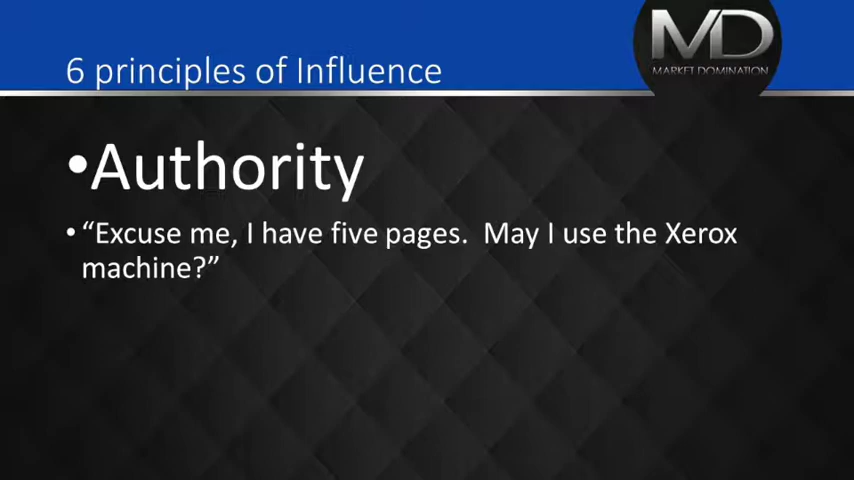 MD
MARKET DOMINATION
6 principles of Influence
•Authority
• “Excuse me, I have five pages.  May I use the Xerox
machine?”